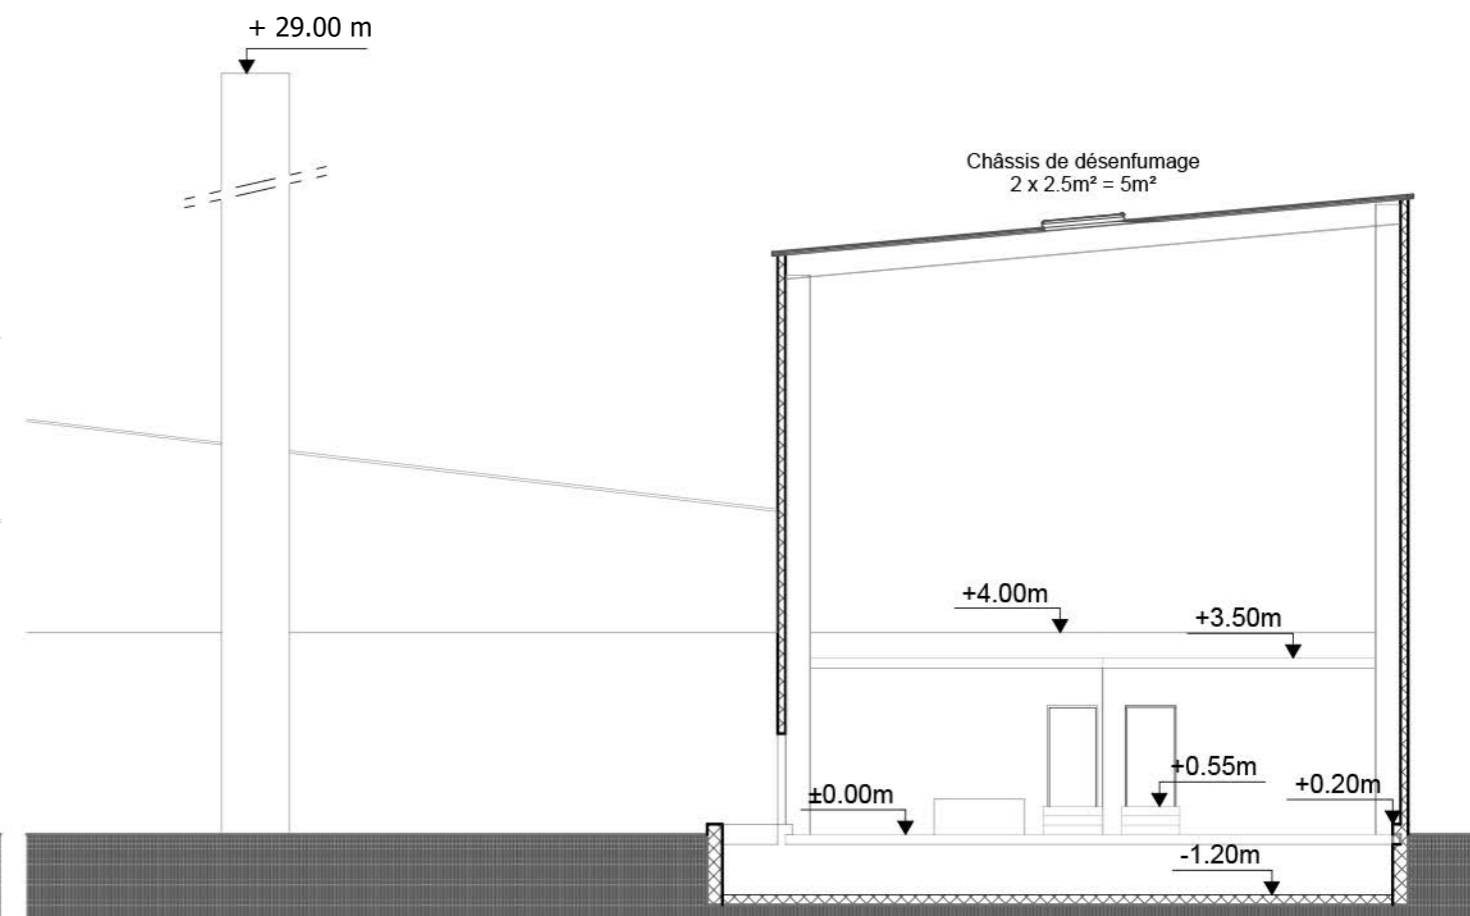 + 29.00 m
Châssis de désenfumage
2 x 2.5m² = 5m²
+4.00m
+3.50m
+0.55m
+0.20m
±0.00m
-1.20m